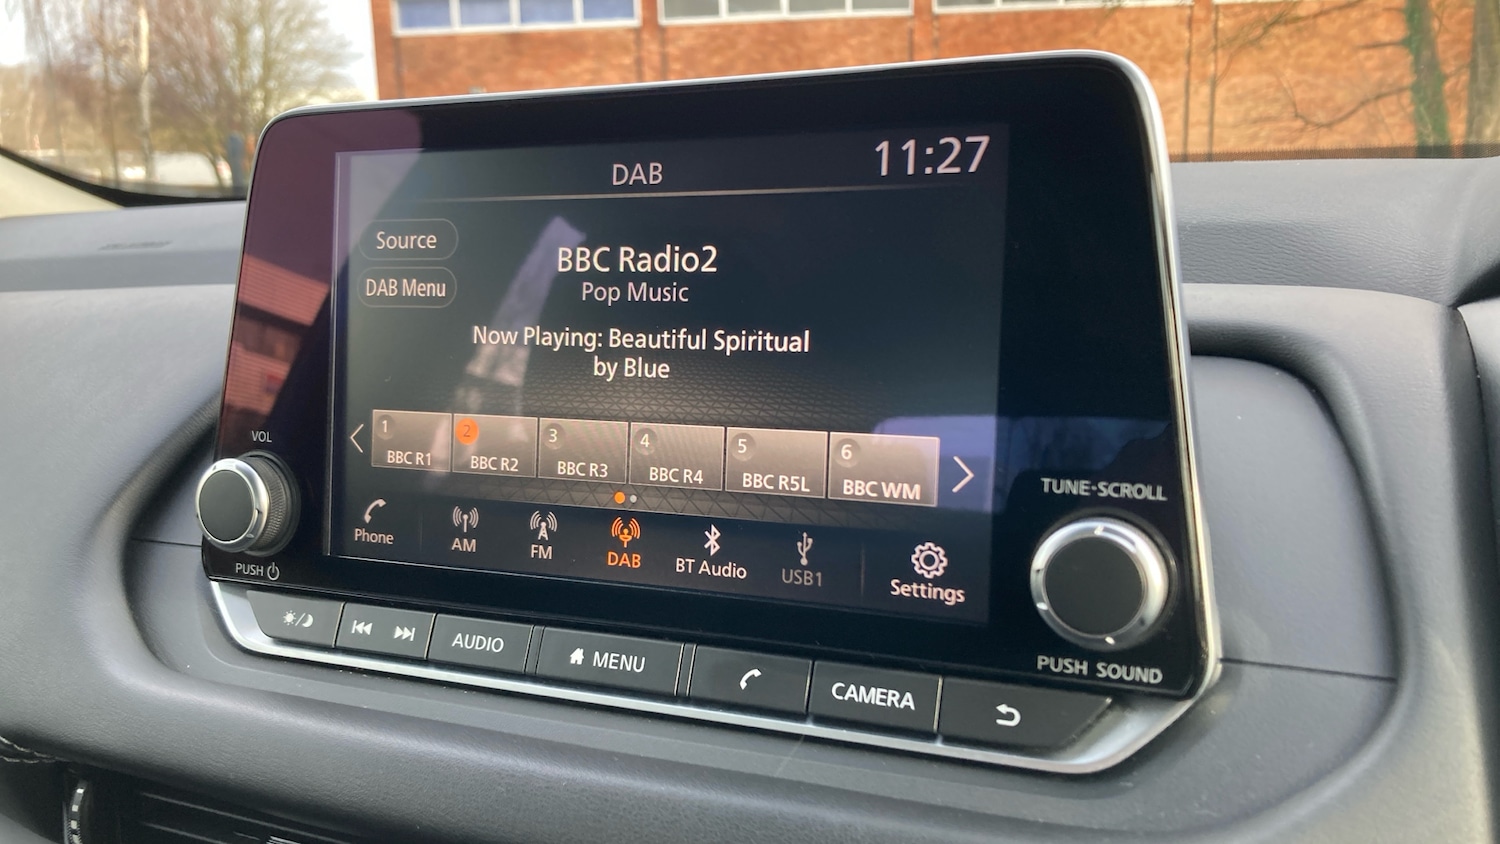 DAB
11:27
Source
DAB Menu
BBC Radio2
Pop Music
Now Playing: Beautiful Spiritual
by Blue
1 2 3 4 5 6
BBC R1 BBC R2 BBC R3 BBC R4 BBC R5L BBC WM
Phone AM FM DAB BT Audio USB1 Settings
VOL
PUSH
TUNE·SCROLL
PUSH SOUND
AUDIO MENU CAMERA